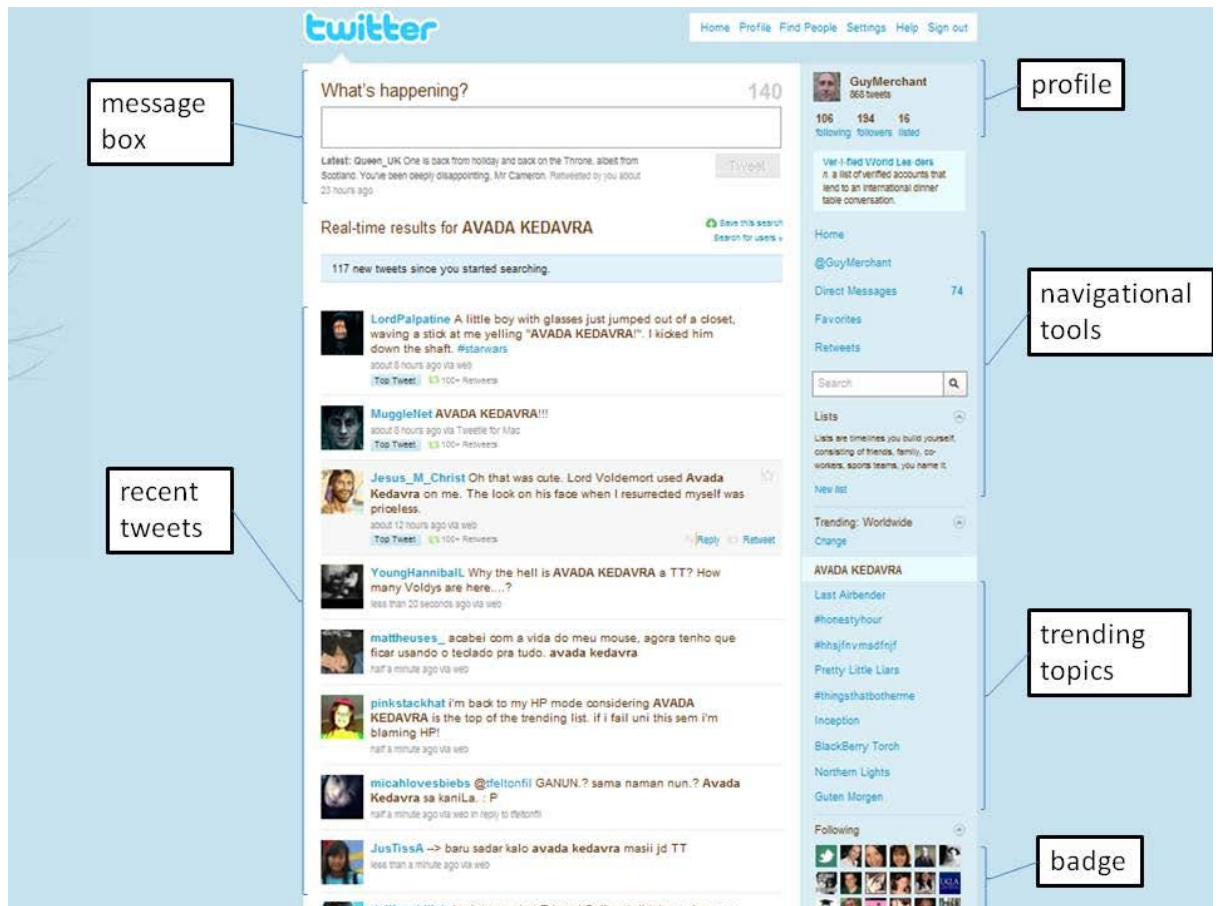 twitter
Home Profile Find People Settings Help Sign out
message
box
What's happening?
140
Latest: Queen_UK One is back from holiday and back on the Throne, albeit from
Scotland. You've been deeply disappointing, Mr Cameron. Retweeted by you about
23 hours ago
Tweet
Real-time results for AVADA KEDAVRA
Save this search
Search for users »
117 new tweets since you started searching.
recent
tweets
LordPalpatine A little boy with glasses just jumped out of a closet,
waving a stick at me yelling "AVADA KEDAVRA!". I kicked him
down the shaft. #starwars
about 8 hours ago via web
Top Tweet 100+ Retweets
MuggleNet AVADA KEDAVRA!!!
about 8 hours ago via Tweetie for Mac
Top Tweet 100+ Retweets
Jesus_M_Christ Oh that was cute. Lord Voldemort used Avada
Kedavra on me. The look on his face when I resurrected myself was
priceless.
about 12 hours ago via web
Top Tweet 100+ Retweets
Reply Retweet
YoungHannibalL Why the hell is AVADA KEDAVRA a TT? How
many Voldys are here....?
less than 20 seconds ago via web
mattheuses_ acabei com a vida do meu mouse, agora tenho que
ficar usando o teclado pra tudo. avada kedavra
half a minute ago via web
pinkstackhat i'm back to my HP mode considering AVADA
KEDAVRA is the top of the trending list. if i fail uni this sem i'm
blaming HP!
half a minute ago via web
micahlovesbiebs @tfeltonfil GANUN.? sama naman nun.? Avada
Kedavra sa kaniLa. : P
half a minute ago via web in reply to tfeltonfil
JusTissA --> baru sadar kalo avada kedavra masii jd TT
less than a minute ago via web
GuyMerchant
868 tweets
106 194 16
following followers listed
profile
Ver·i·fied World Lea·ders
n. a list of verified accounts that
lend to an international dinner
table conversation.
Home
@GuyMerchant
Direct Messages 74
Favorites
Retweets
Search
Lists
Lists are timelines you build yourself,
consisting of friends, family, co-
workers, sports teams, you name it.
New list
navigational
tools
Trending: Worldwide
Change
AVADA KEDAVRA
Last Airbender
#honestyhour
#hhsjfnvmsdfnjf
Pretty Little Liars
#thingsthatbotherme
Inception
BlackBerry Torch
Northern Lights
Guten Morgen
trending
topics
Following
UCLA
badge